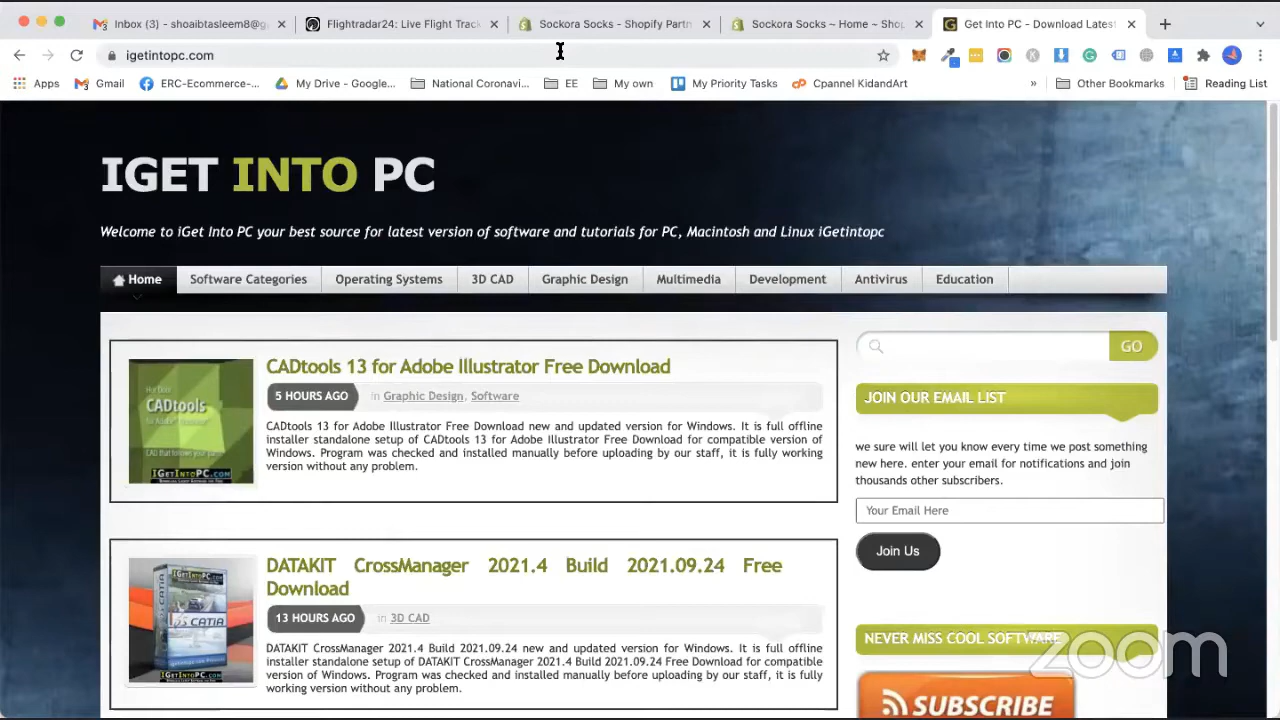 Inbox (3) - shoaibtasleem8@g
Flightradar24: Live Flight Track
Sockora Socks - Shopify Partn
Sockora Socks ~ Home ~ Shop
Get Into PC - Download Latest
igetintopc.com
Apps
Gmail
ERC-Ecommerce-...
My Drive - Google...
National Coronavi...
EE
My own
My Priority Tasks
Cpannel KidandArt
»
Other Bookmarks
Reading List
IGET INTO PC
Welcome to iGet Into PC your best source for latest version of software and tutorials for PC, Macintosh and Linux iGetintopc
Home
Software Categories
Operating Systems
3D CAD
Graphic Design
Multimedia
Development
Antivirus
Education
CADtools
IGetIntoPC.com
CADtools 13 for Adobe Illustrator Free Download
5 HOURS AGO
in Graphic Design, Software
CADtools 13 for Adobe Illustrator Free Download new and updated version for Windows. It is full offline
installer standalone setup of CADtools 13 for Adobe Illustrator Free Download for compatible version of
Windows. Program was checked and installed manually before uploading by our staff, it is fully working
version without any problem.
GO
JOIN OUR EMAIL LIST
we sure will let you know every time we post something
new here. enter your email for notifications and join
thousands other subscribers.
Your Email Here
Join Us
IGetIntoPC.com
CATIA
IGetIntoPC.com
DATAKIT CrossManager 2021.4 Build 2021.09.24 Free
Download
13 HOURS AGO
in 3D CAD
DATAKIT CrossManager 2021.4 Build 2021.09.24 new and updated version for Windows. It is full offline
installer standalone setup of DATAKIT CrossManager 2021.4 Build 2021.09.24 Free Download for compatible
version of Windows. Program was checked and installed manually before uploading by our staff, it is fully
working version without any problem.
NEVER MISS COOL SOFTWARE
zoom
SUBSCRIBE